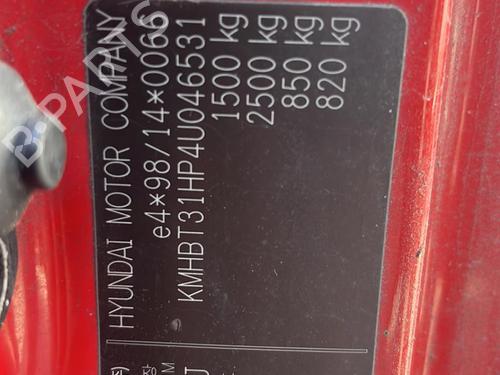 HYUNDAI MOTOR COMPANY
e4*98/14*0066
KMHBT31HP4U046531
1500 kg
2500 kg
850 kg
820 kg
B-PARTS